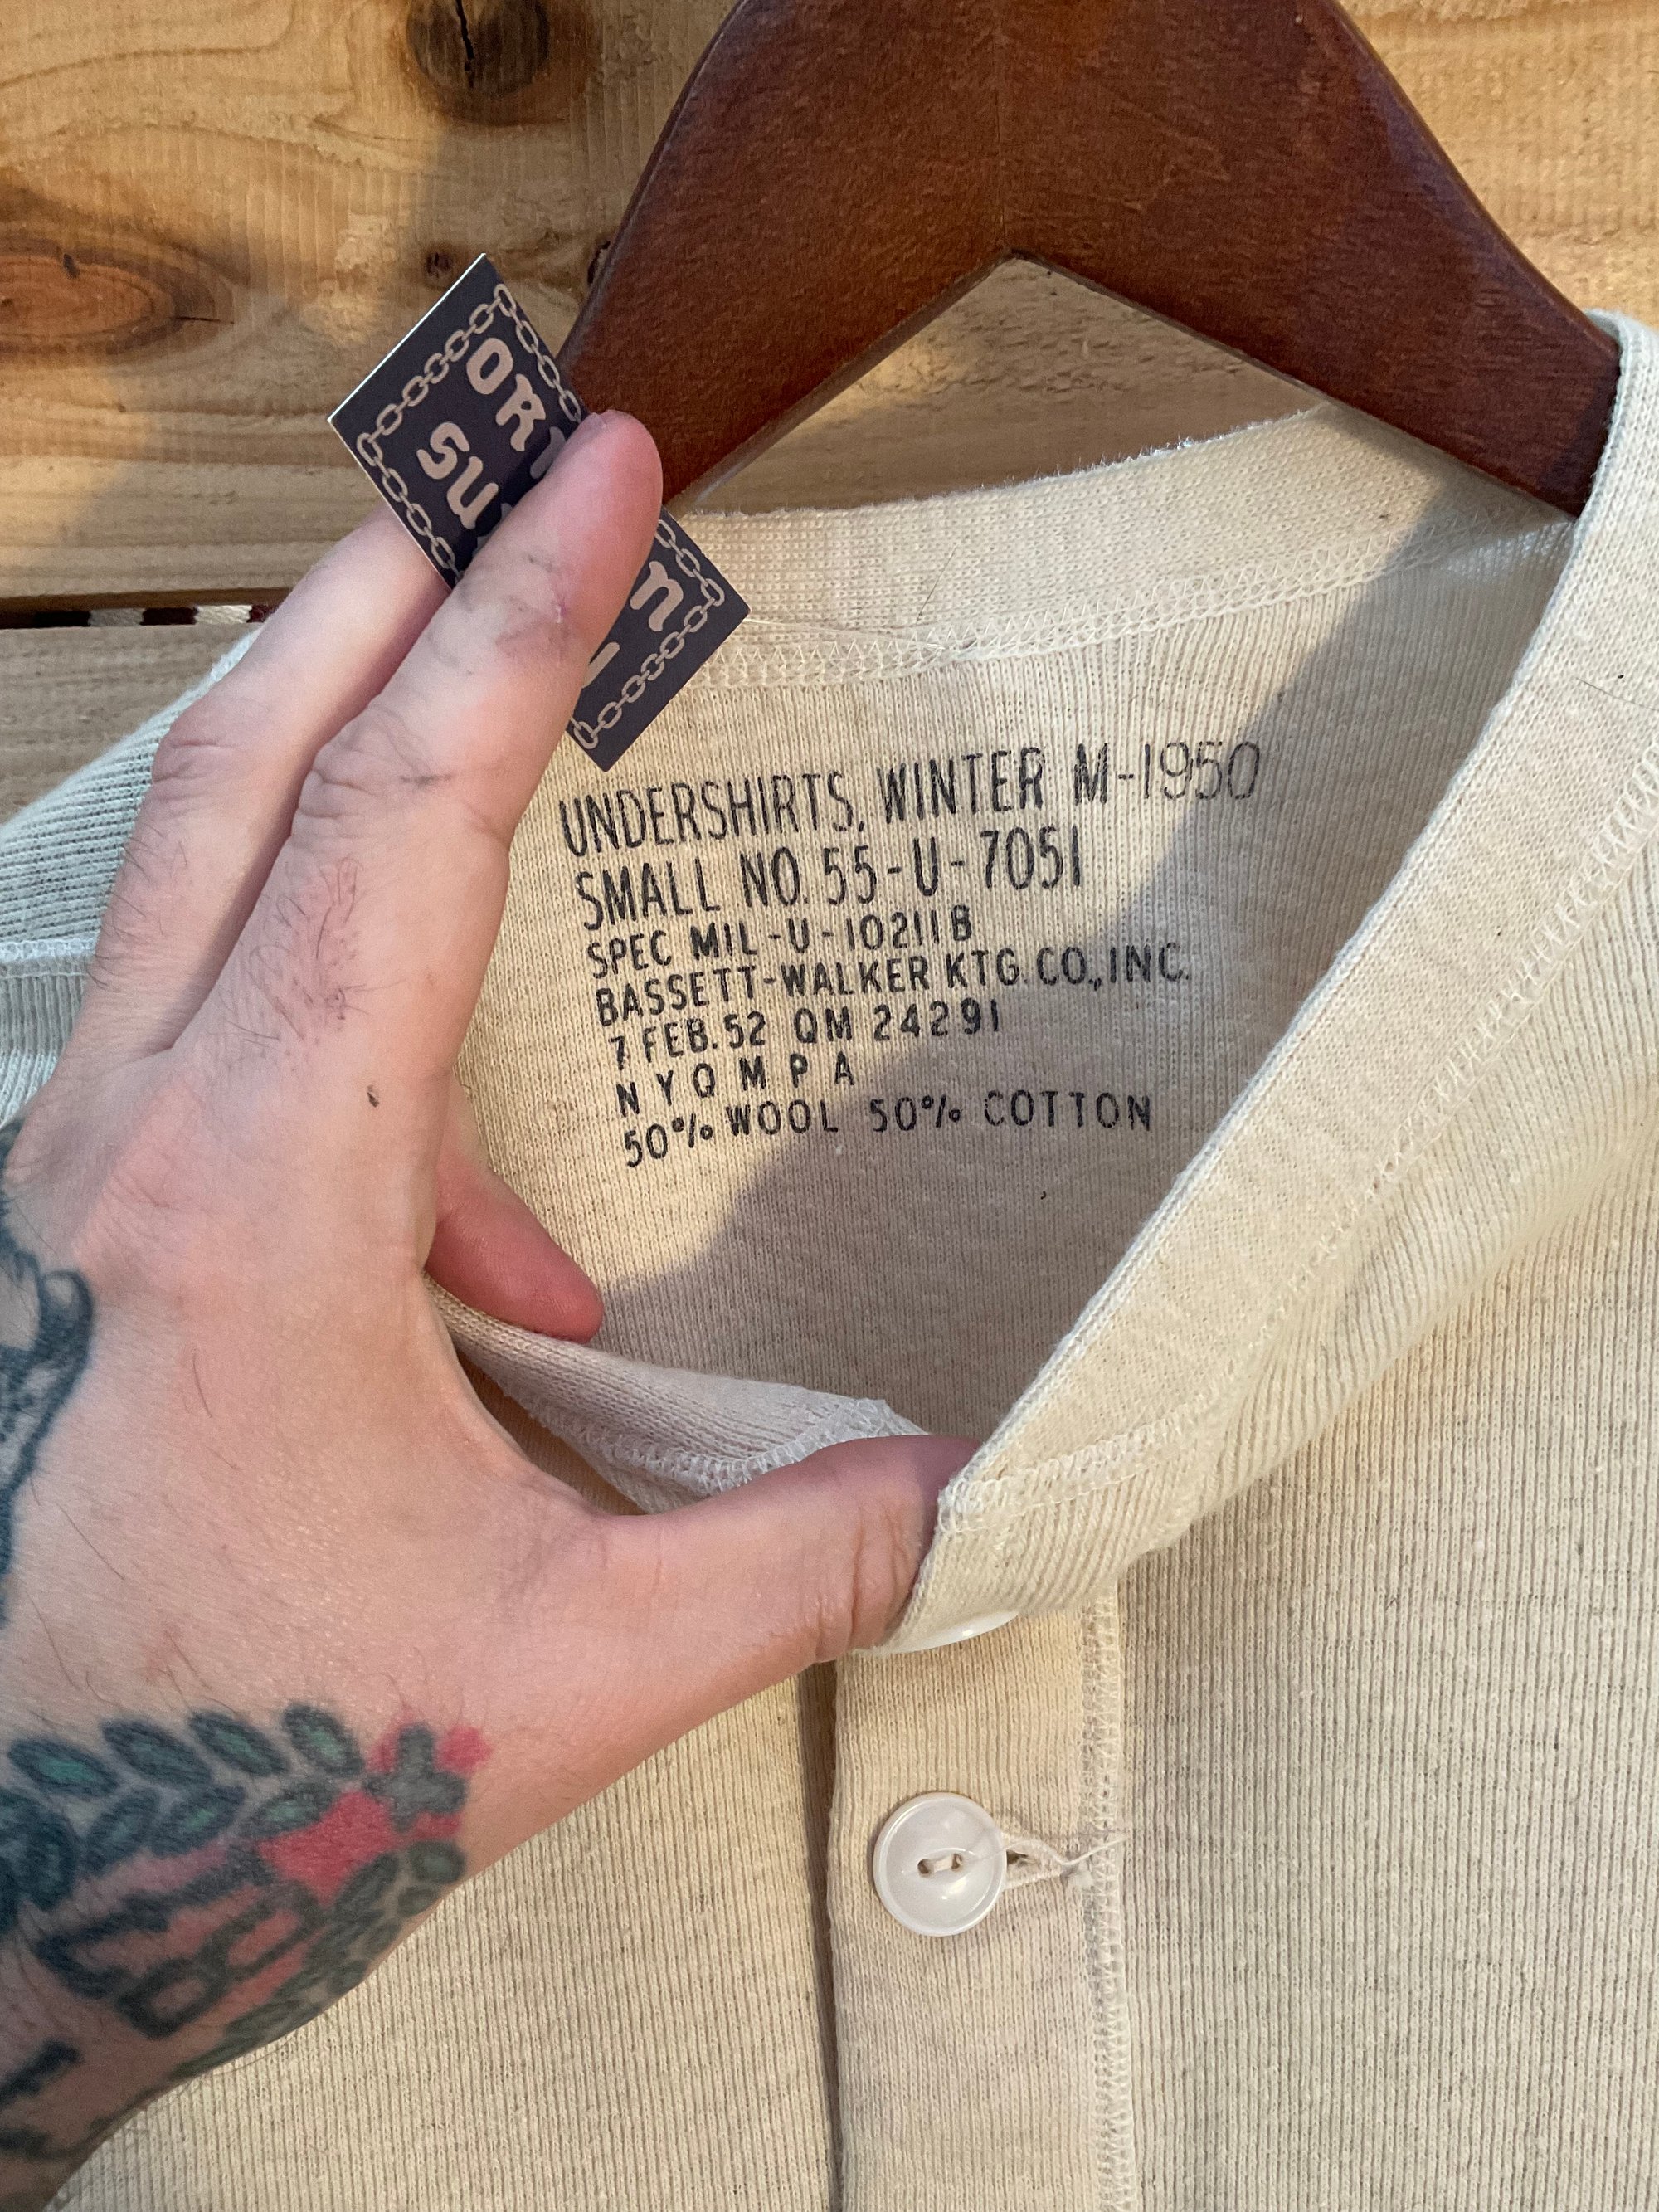 UNDERSHIRTS, WINTER M-1950
SMALL NO. 55-U-7051
SPEC MIL-U-10211B
BASSETT-WALKER KTG. CO., INC.
7 FEB. 52 QM 24291
N Y Q M P A
50% WOOL 50% COTTON